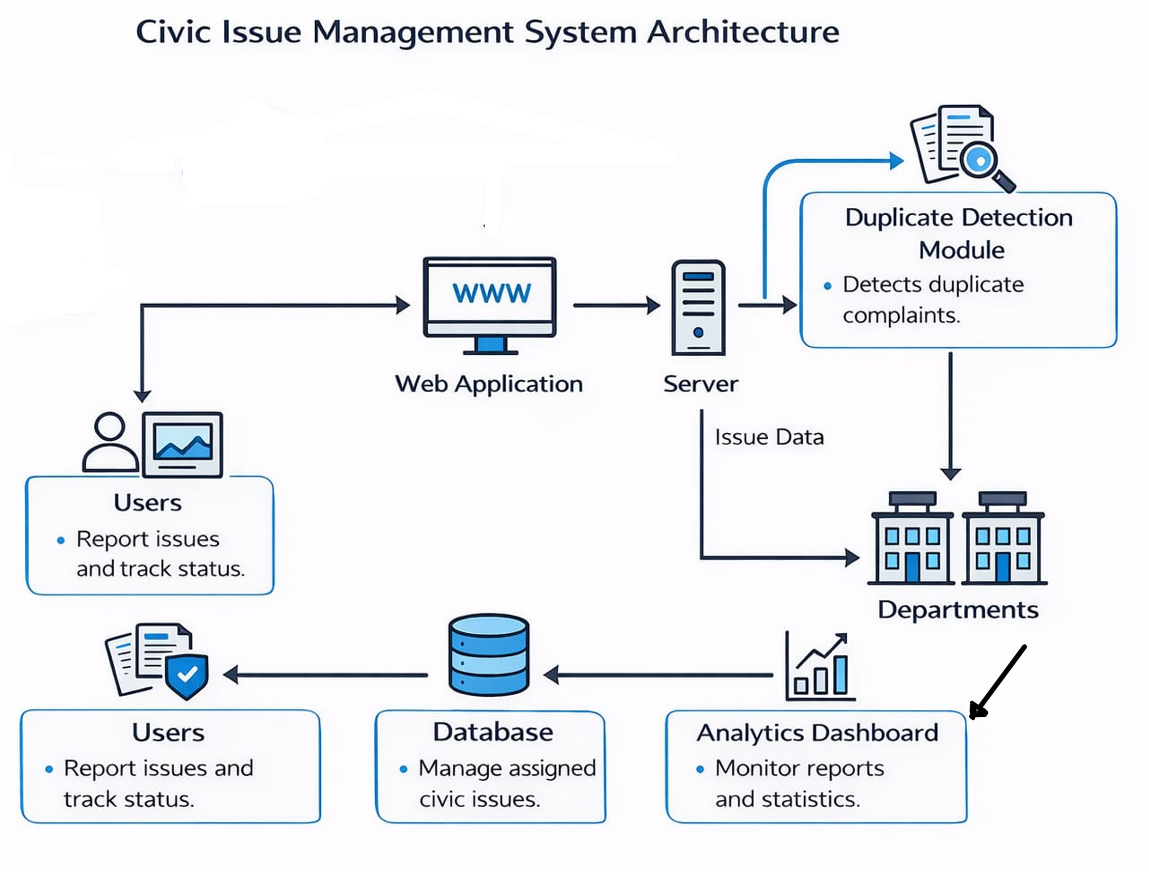 Civic Issue Management System Architecture
Duplicate Detection
Module
• Detects duplicate
complaints.
WWW
Web Application
Server
Issue Data
Users
• Report issues
and track status.
Departments
Users
• Report issues and
track status.
Database
• Manage assigned
civic issues.
Analytics Dashboard
• Monitor reports
and statistics.